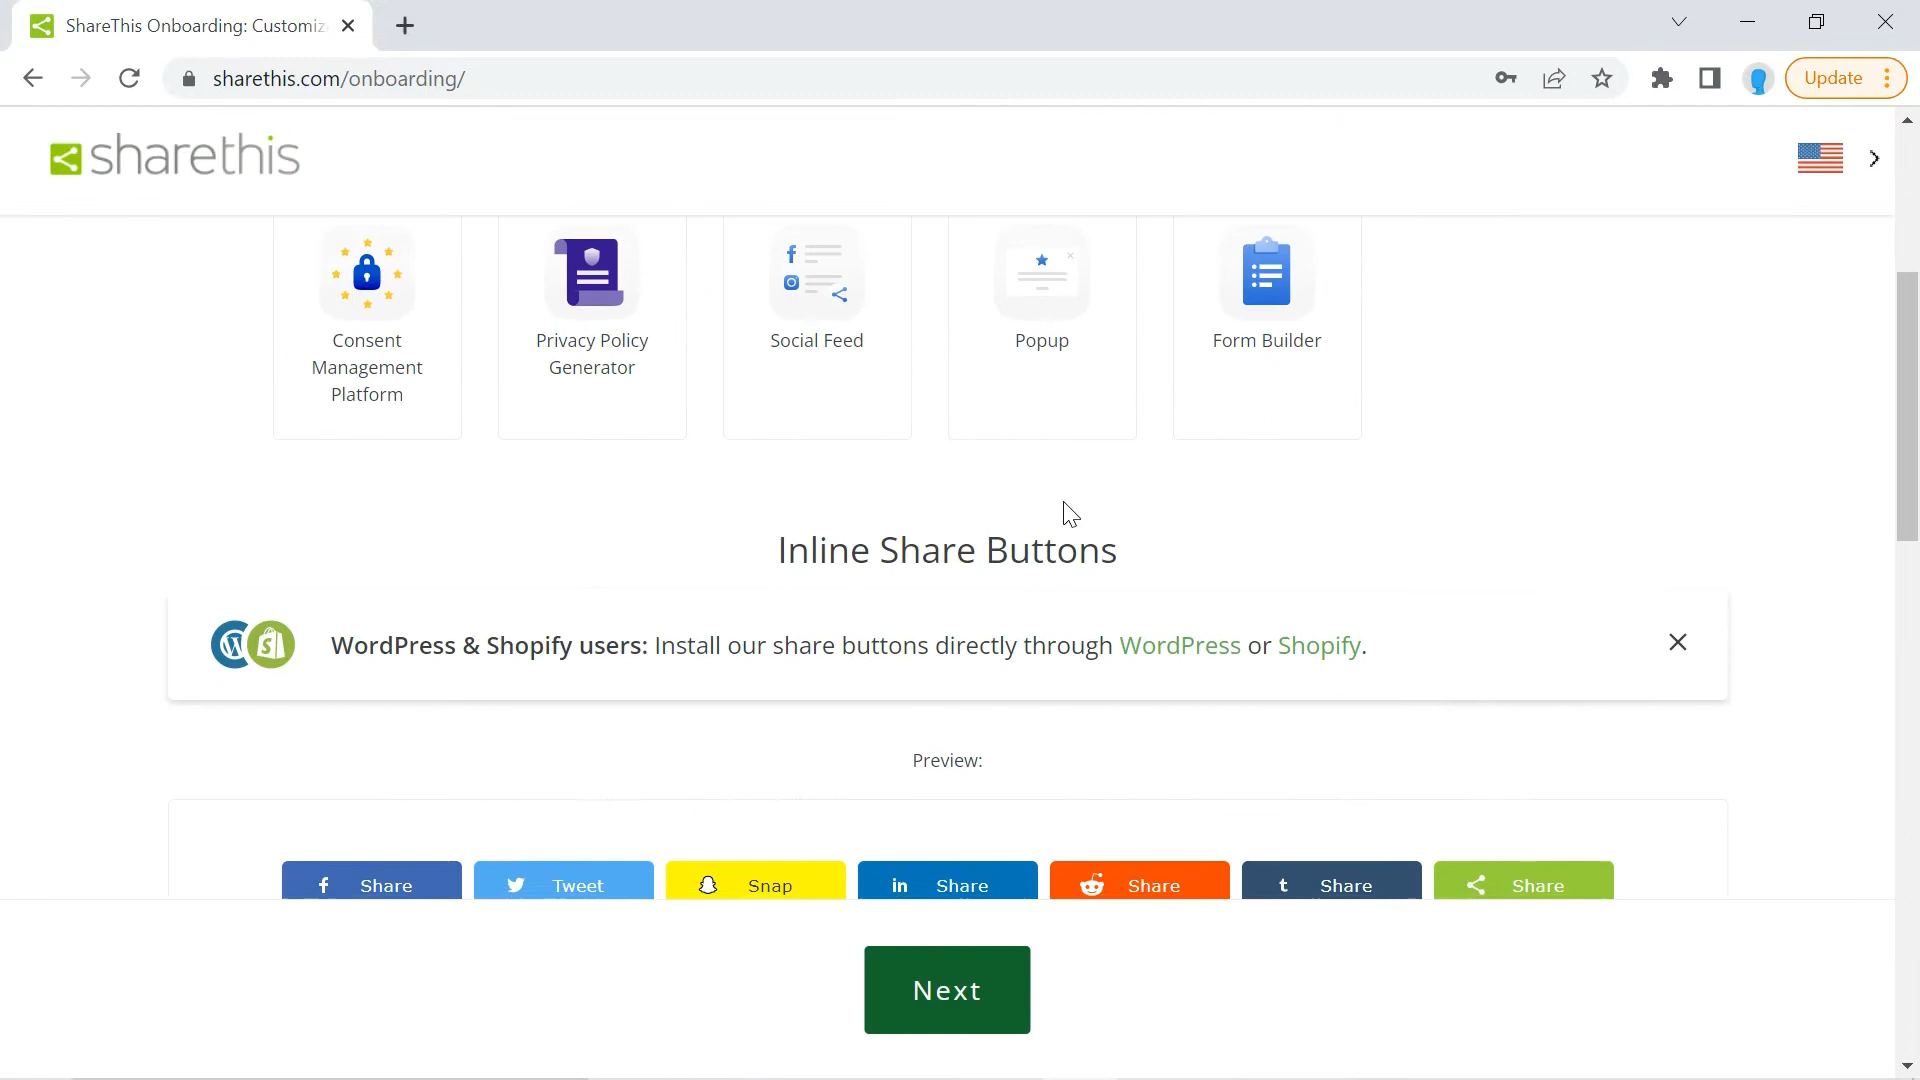 ShareThis Onboarding: Customiz
sharethis.com/onboarding/
Update
sharethis
Consent
Management
Platform
Privacy Policy
Generator
Social Feed
Popup
Form Builder
Inline Share Buttons
WordPress & Shopify users: Install our share buttons directly through WordPress or Shopify.
Preview:
Share
Tweet
Snap
Share
Share
Share
Share
Next